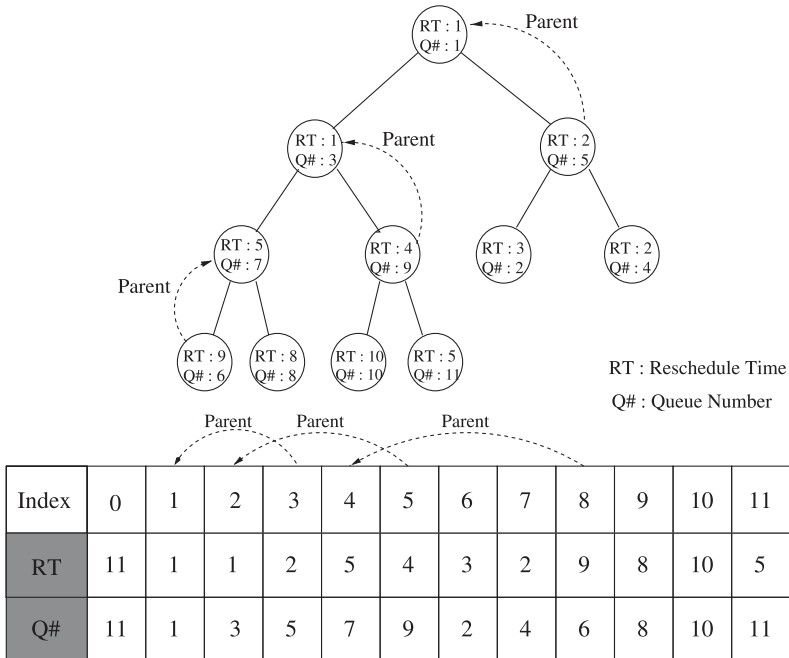 RT : 1
Q# : 1
Parent
RT : 1
Q# : 3
Parent
RT : 2
Q# : 5
RT : 5
Q# : 7
RT : 4
Q# : 9
RT : 3
Q# : 2
RT : 2
Q# : 4
Parent
RT : 9
Q# : 6
RT : 8
Q# : 8
RT : 10
Q# : 10
RT : 5
Q# : 11
RT : Reschedule Time
Q# : Queue Number
Parent Parent Parent
Index 0 1 2 3 4 5 6 7 8 9 10 11
RT 11 1 1 2 5 4 3 2 9 8 10 5
Q# 11 1 3 5 7 9 2 4 6 8 10 11